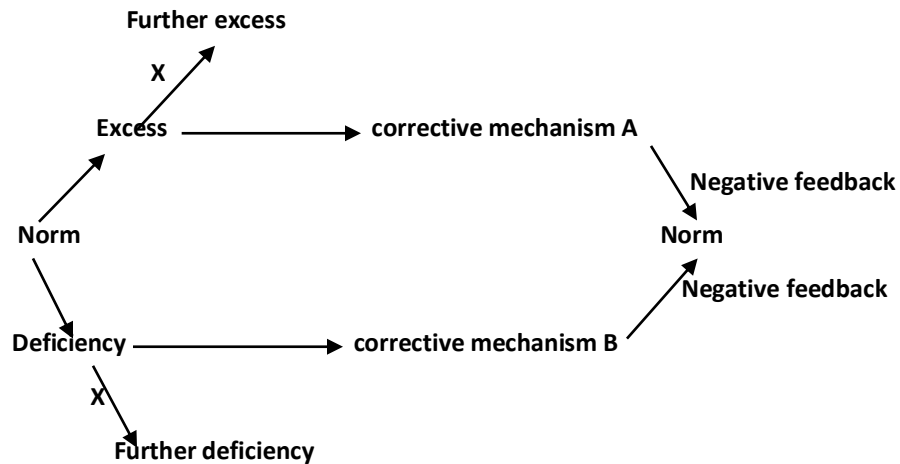 Further excess
X
Excess corrective mechanism A
Negative feedback
Norm Norm
Negative feedback
Deficiency corrective mechanism B
X
Further deficiency